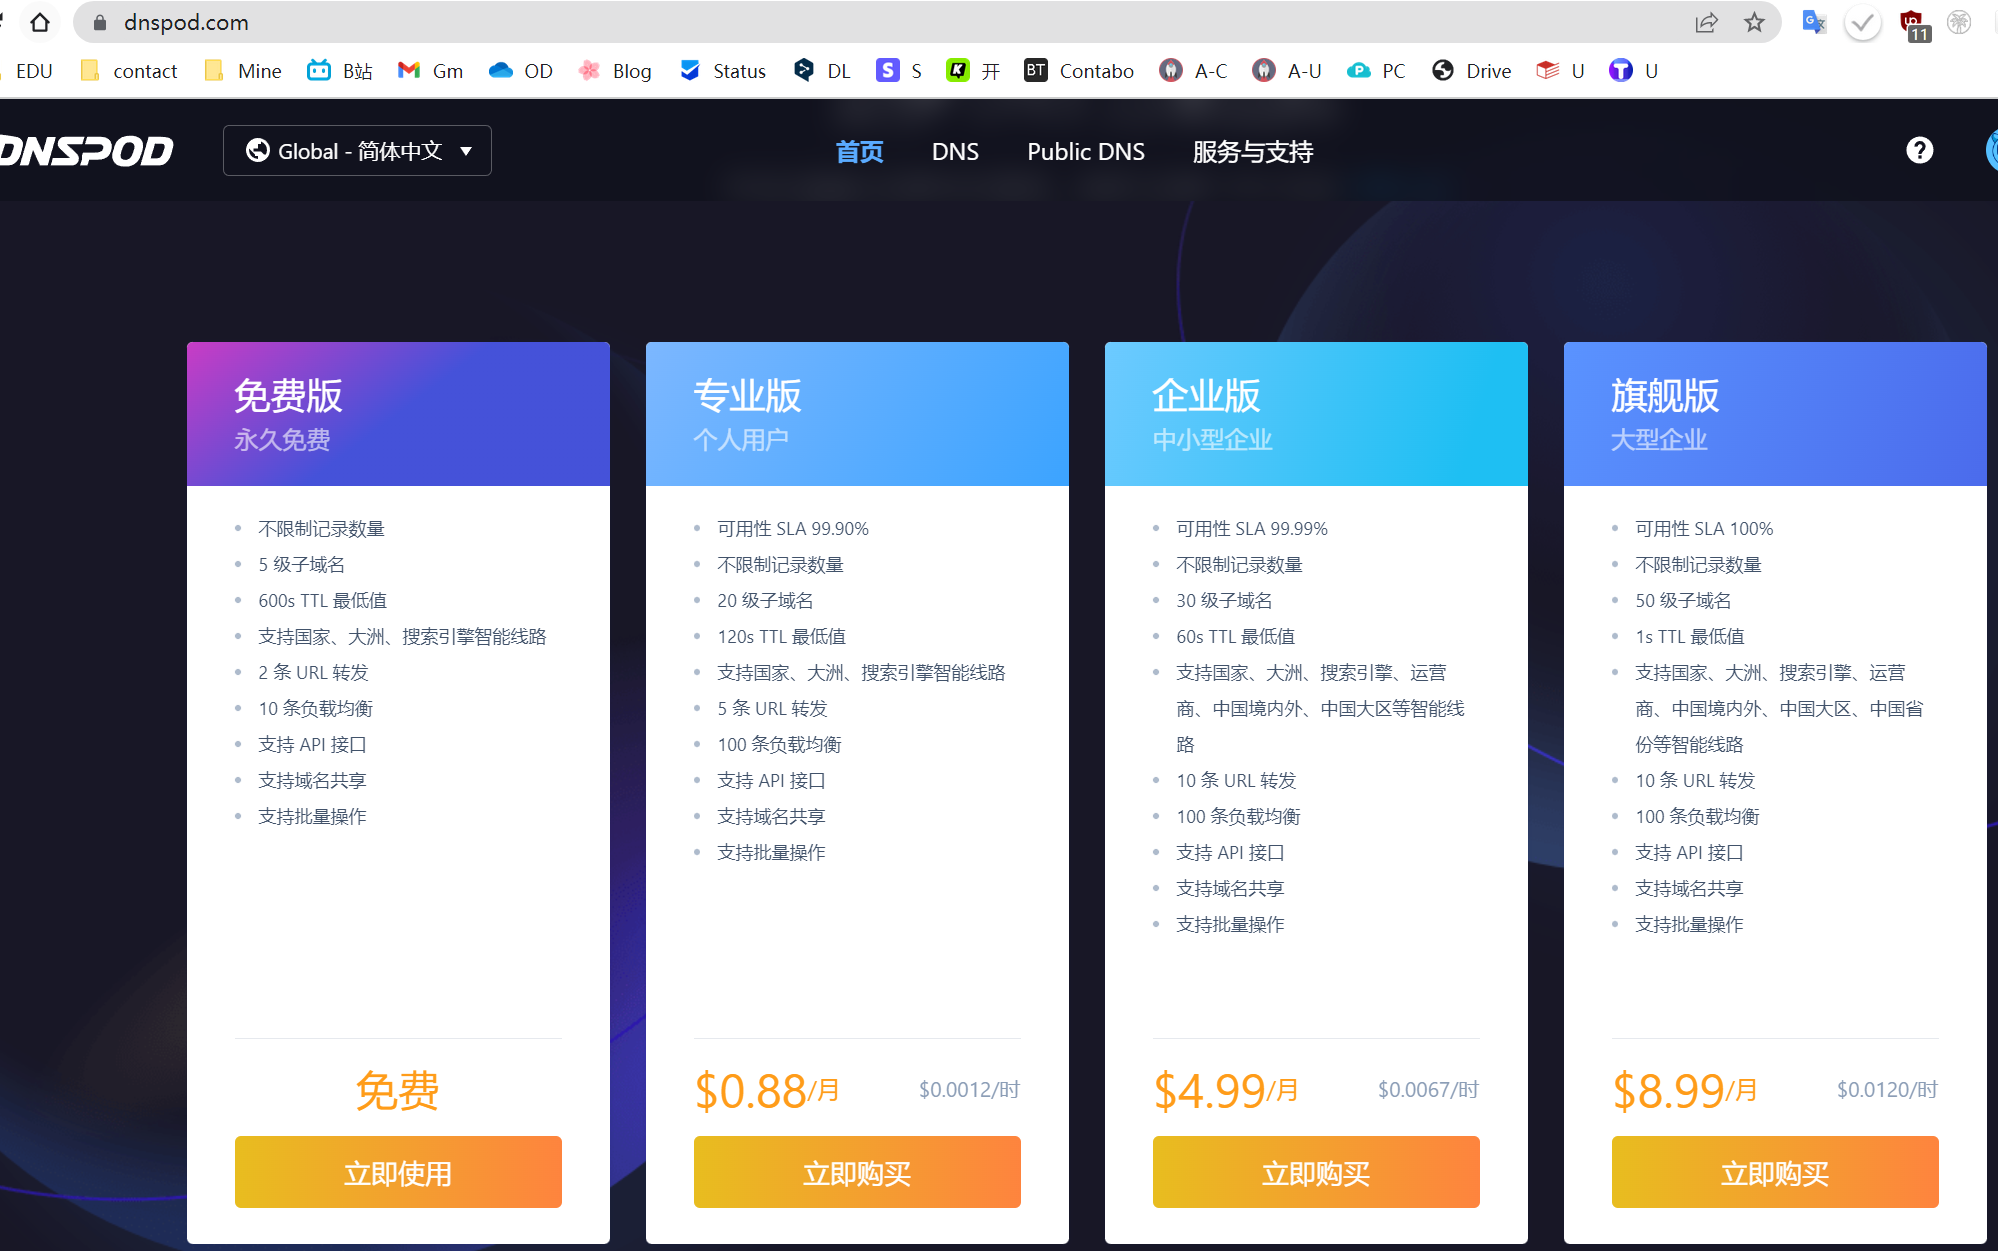 dnspod.com
11
EDU
contact
Mine
B站
Gm
OD
Blog
Status
DL
S
开
BT Contabo
A-C
A-U
PC
Drive
U
U
DNSPOD
Global - 简体中文
首页
DNS
Public DNS
服务与支持
免费版
永久免费
不限制记录数量
5 级子域名
600s TTL 最低值
支持国家、大洲、搜索引擎智能线路
2 条 URL 转发
10 条负载均衡
支持 API 接口
支持域名共享
支持批量操作
免费
立即使用
专业版
个人用户
可用性 SLA 99.90%
不限制记录数量
20 级子域名
120s TTL 最低值
支持国家、大洲、搜索引擎智能线路
5 条 URL 转发
100 条负载均衡
支持 API 接口
支持域名共享
支持批量操作
$0.88/月
$0.0012/时
立即购买
企业版
中小型企业
可用性 SLA 99.99%
不限制记录数量
30 级子域名
60s TTL 最低值
支持国家、大洲、搜索引擎、运营
商、中国境内外、中国大区等智能线
路
10 条 URL 转发
100 条负载均衡
支持 API 接口
支持域名共享
支持批量操作
$4.99/月
$0.0067/时
立即购买
旗舰版
大型企业
可用性 SLA 100%
不限制记录数量
50 级子域名
1s TTL 最低值
支持国家、大洲、搜索引擎、运营
商、中国境内外、中国大区、中国省
份等智能线路
10 条 URL 转发
100 条负载均衡
支持 API 接口
支持域名共享
支持批量操作
$8.99/月
$0.0120/时
立即购买